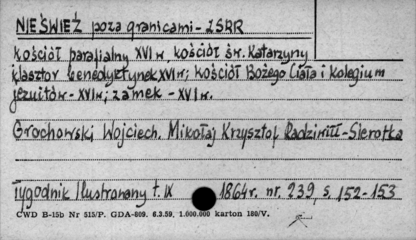 NIEŚWIEŻ poza granicami - ZSRR
kościół parafialny XVI w. kościół św. Katarzyny
klasztor benedyktynek XVI w; kościół Bożego Ciała i kolegium
jezuitów - XVI w; zamek - XVI w.
Grochowski Wojciech. Mikołaj Krzysztof Radziwiłł - Sierotka
Tygodnik Ilustrowany t. IX 1864 r. nr. 239, s. 152-153
CWD B-15b Nr 515/P. GDA-809. 6.3.59. 1.000.000 karton 180/V.